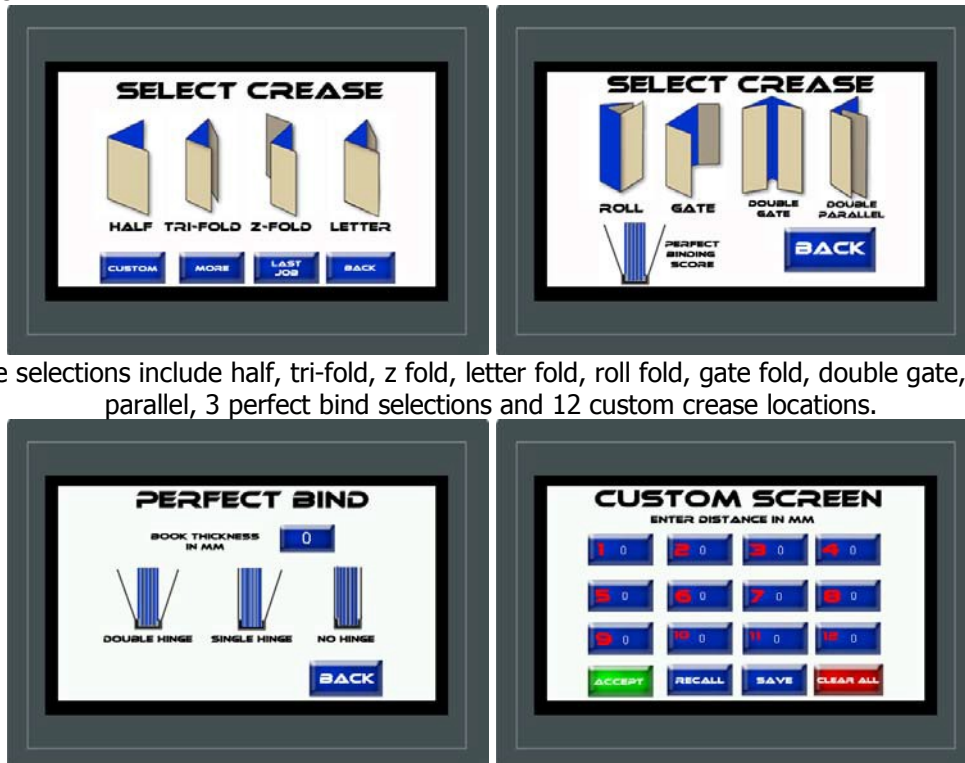 SELECT CREASE
HALF TRI-FOLD Z-FOLD LETTER
CUSTOM MORE LAST JOB BACK
SELECT CREASE
ROLL GATE DOUBLE GATE DOUBLE PARALLEL
PERFECT BINDING SCORE
BACK
e selections include half, tri-fold, z fold, letter fold, roll fold, gate fold, double gate,
parallel, 3 perfect bind selections and 12 custom crease locations.
PERFECT BIND
BOOK THICKNESS IN MM 0
DOUBLE HINGE SINGLE HINGE NO HINGE
BACK
CUSTOM SCREEN
ENTER DISTANCE IN MM
1 0 2 0 3 0 4 0
5 0 6 0 7 0 8 0
9 0 10 0 11 0 12 0
ACCEPT RECALL SAVE CLEAR ALL